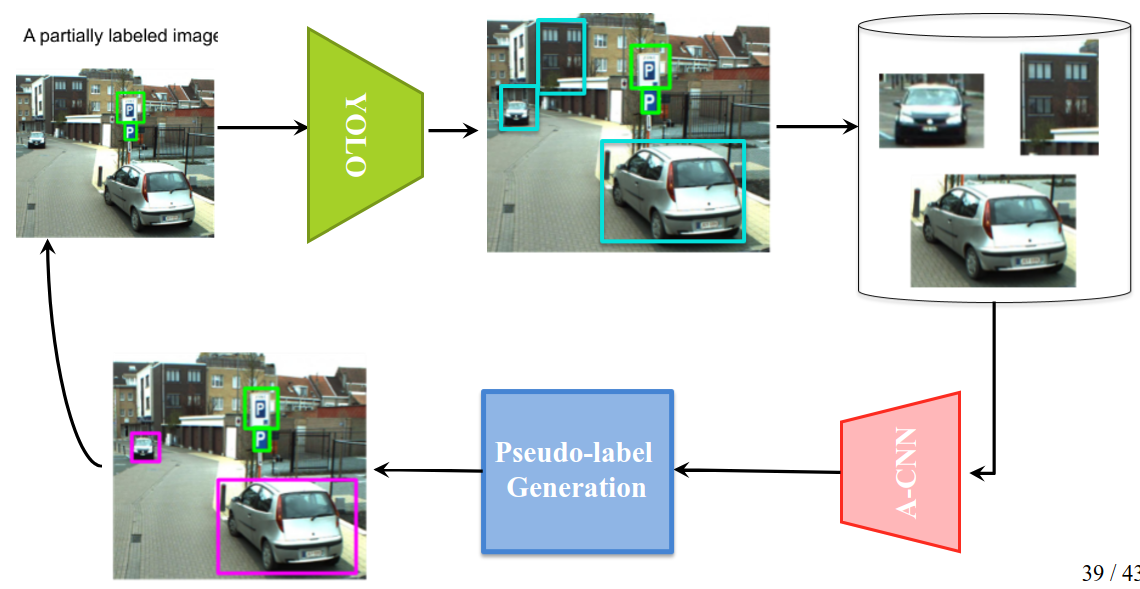 A partially labeled image
YOLO
P
P
P
P
A-CNN
Pseudo-label
Generation
P
P
39 / 43